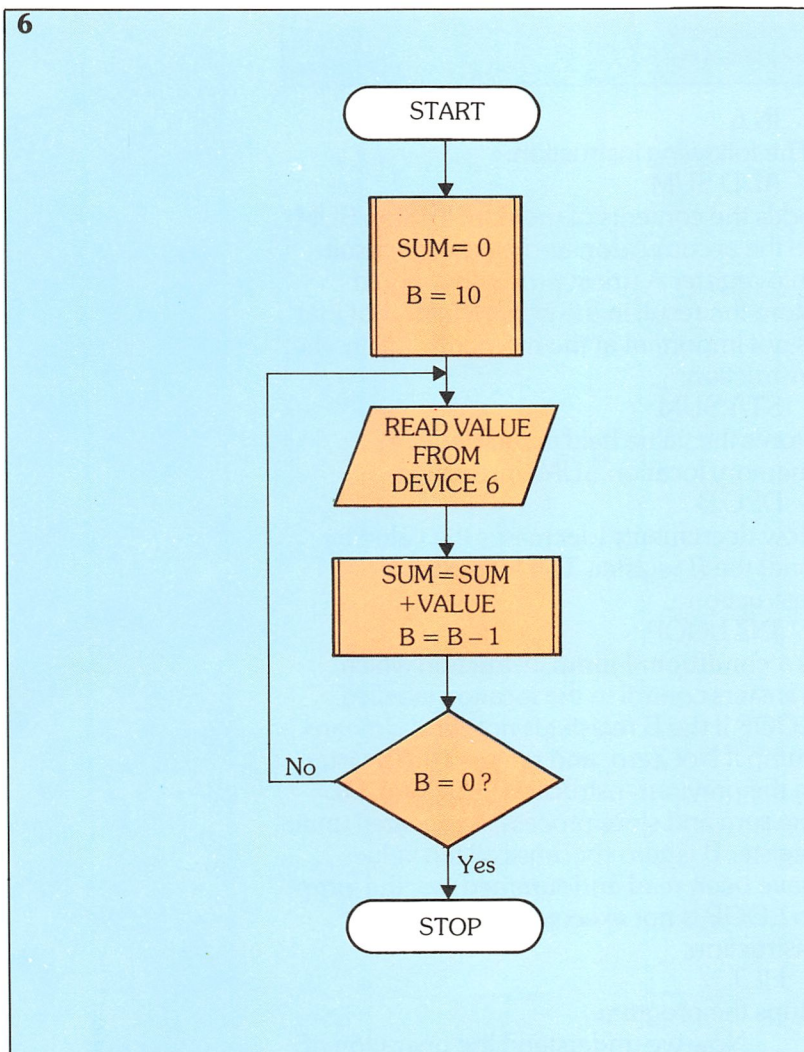 6
START
SUM= 0
B = 10
READ VALUE
FROM
DEVICE 6
SUM=SUM
+VALUE
B = B – 1
B = 0 ?
No
Yes
STOP